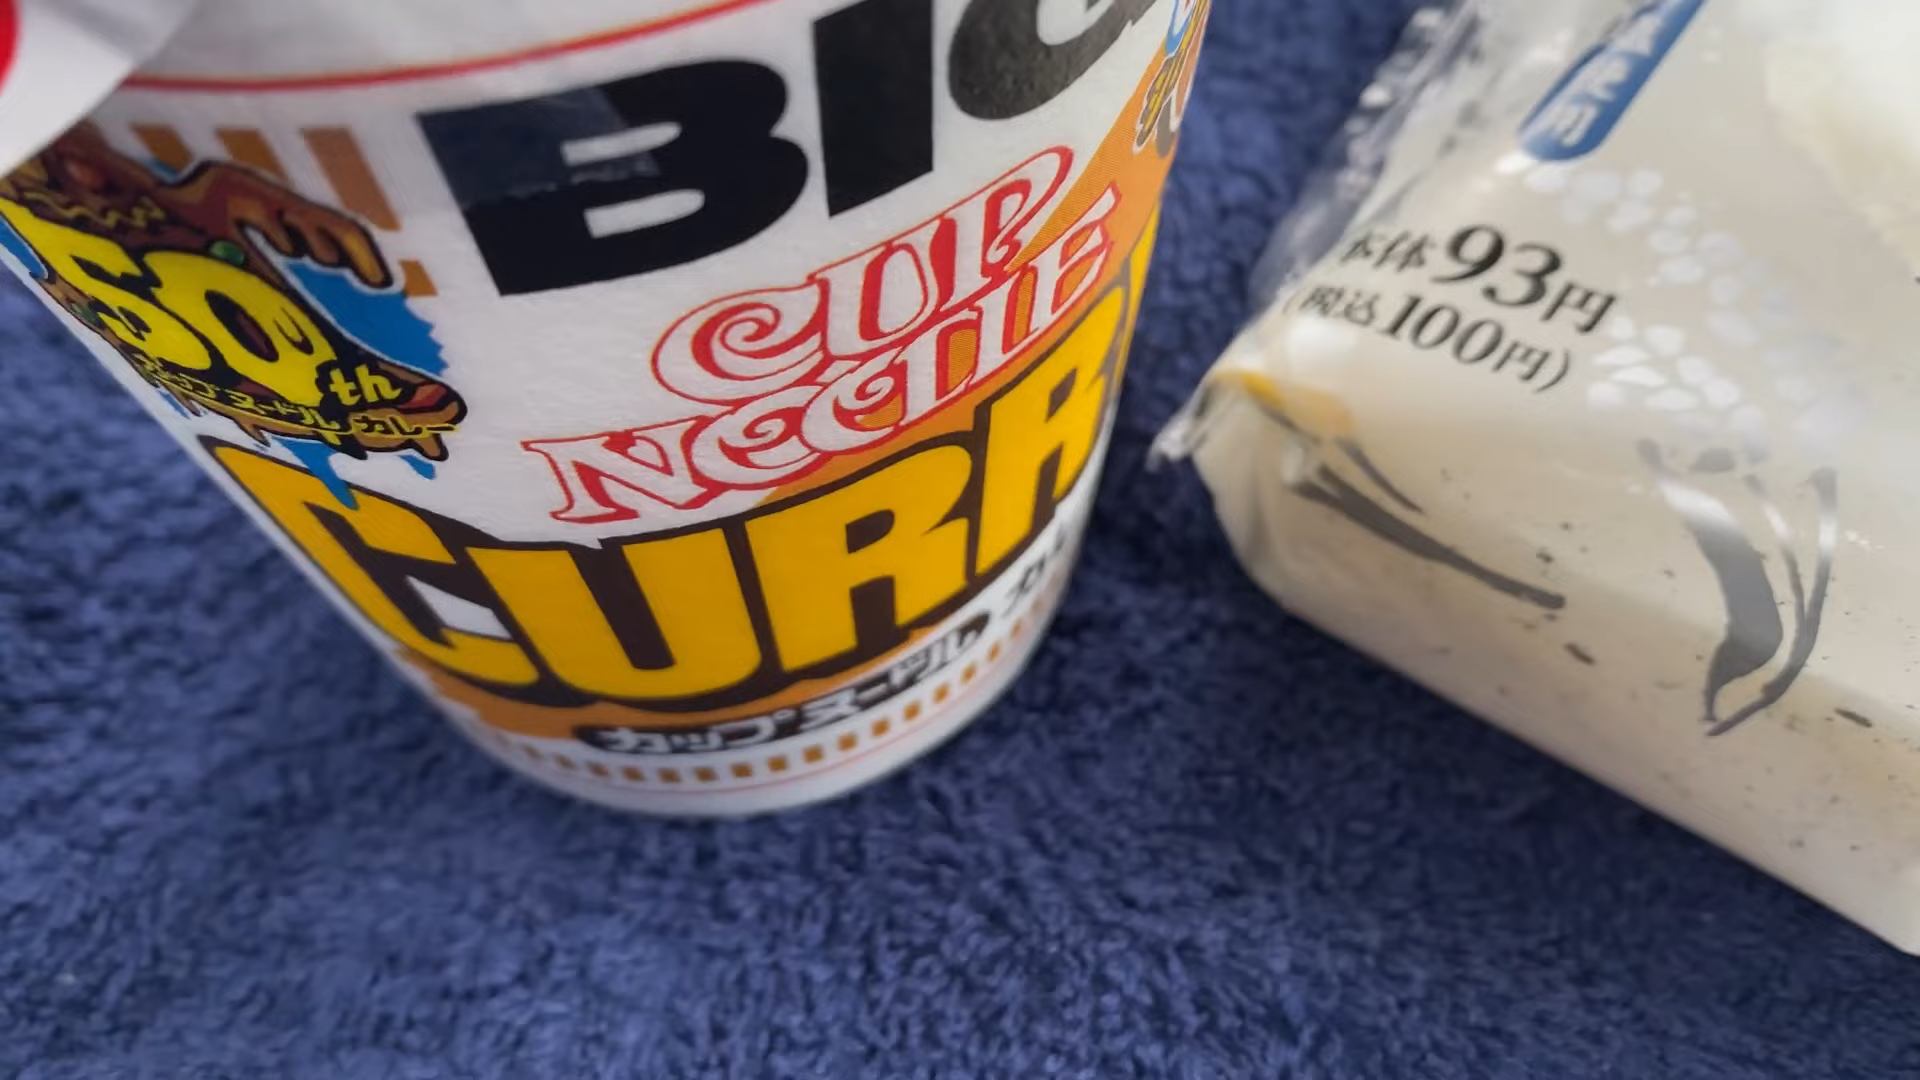 BIG
CUP
NOODLE
CURR
カップヌードル カレ
50th
カップヌードル カレー
本体93円
(税込100円)